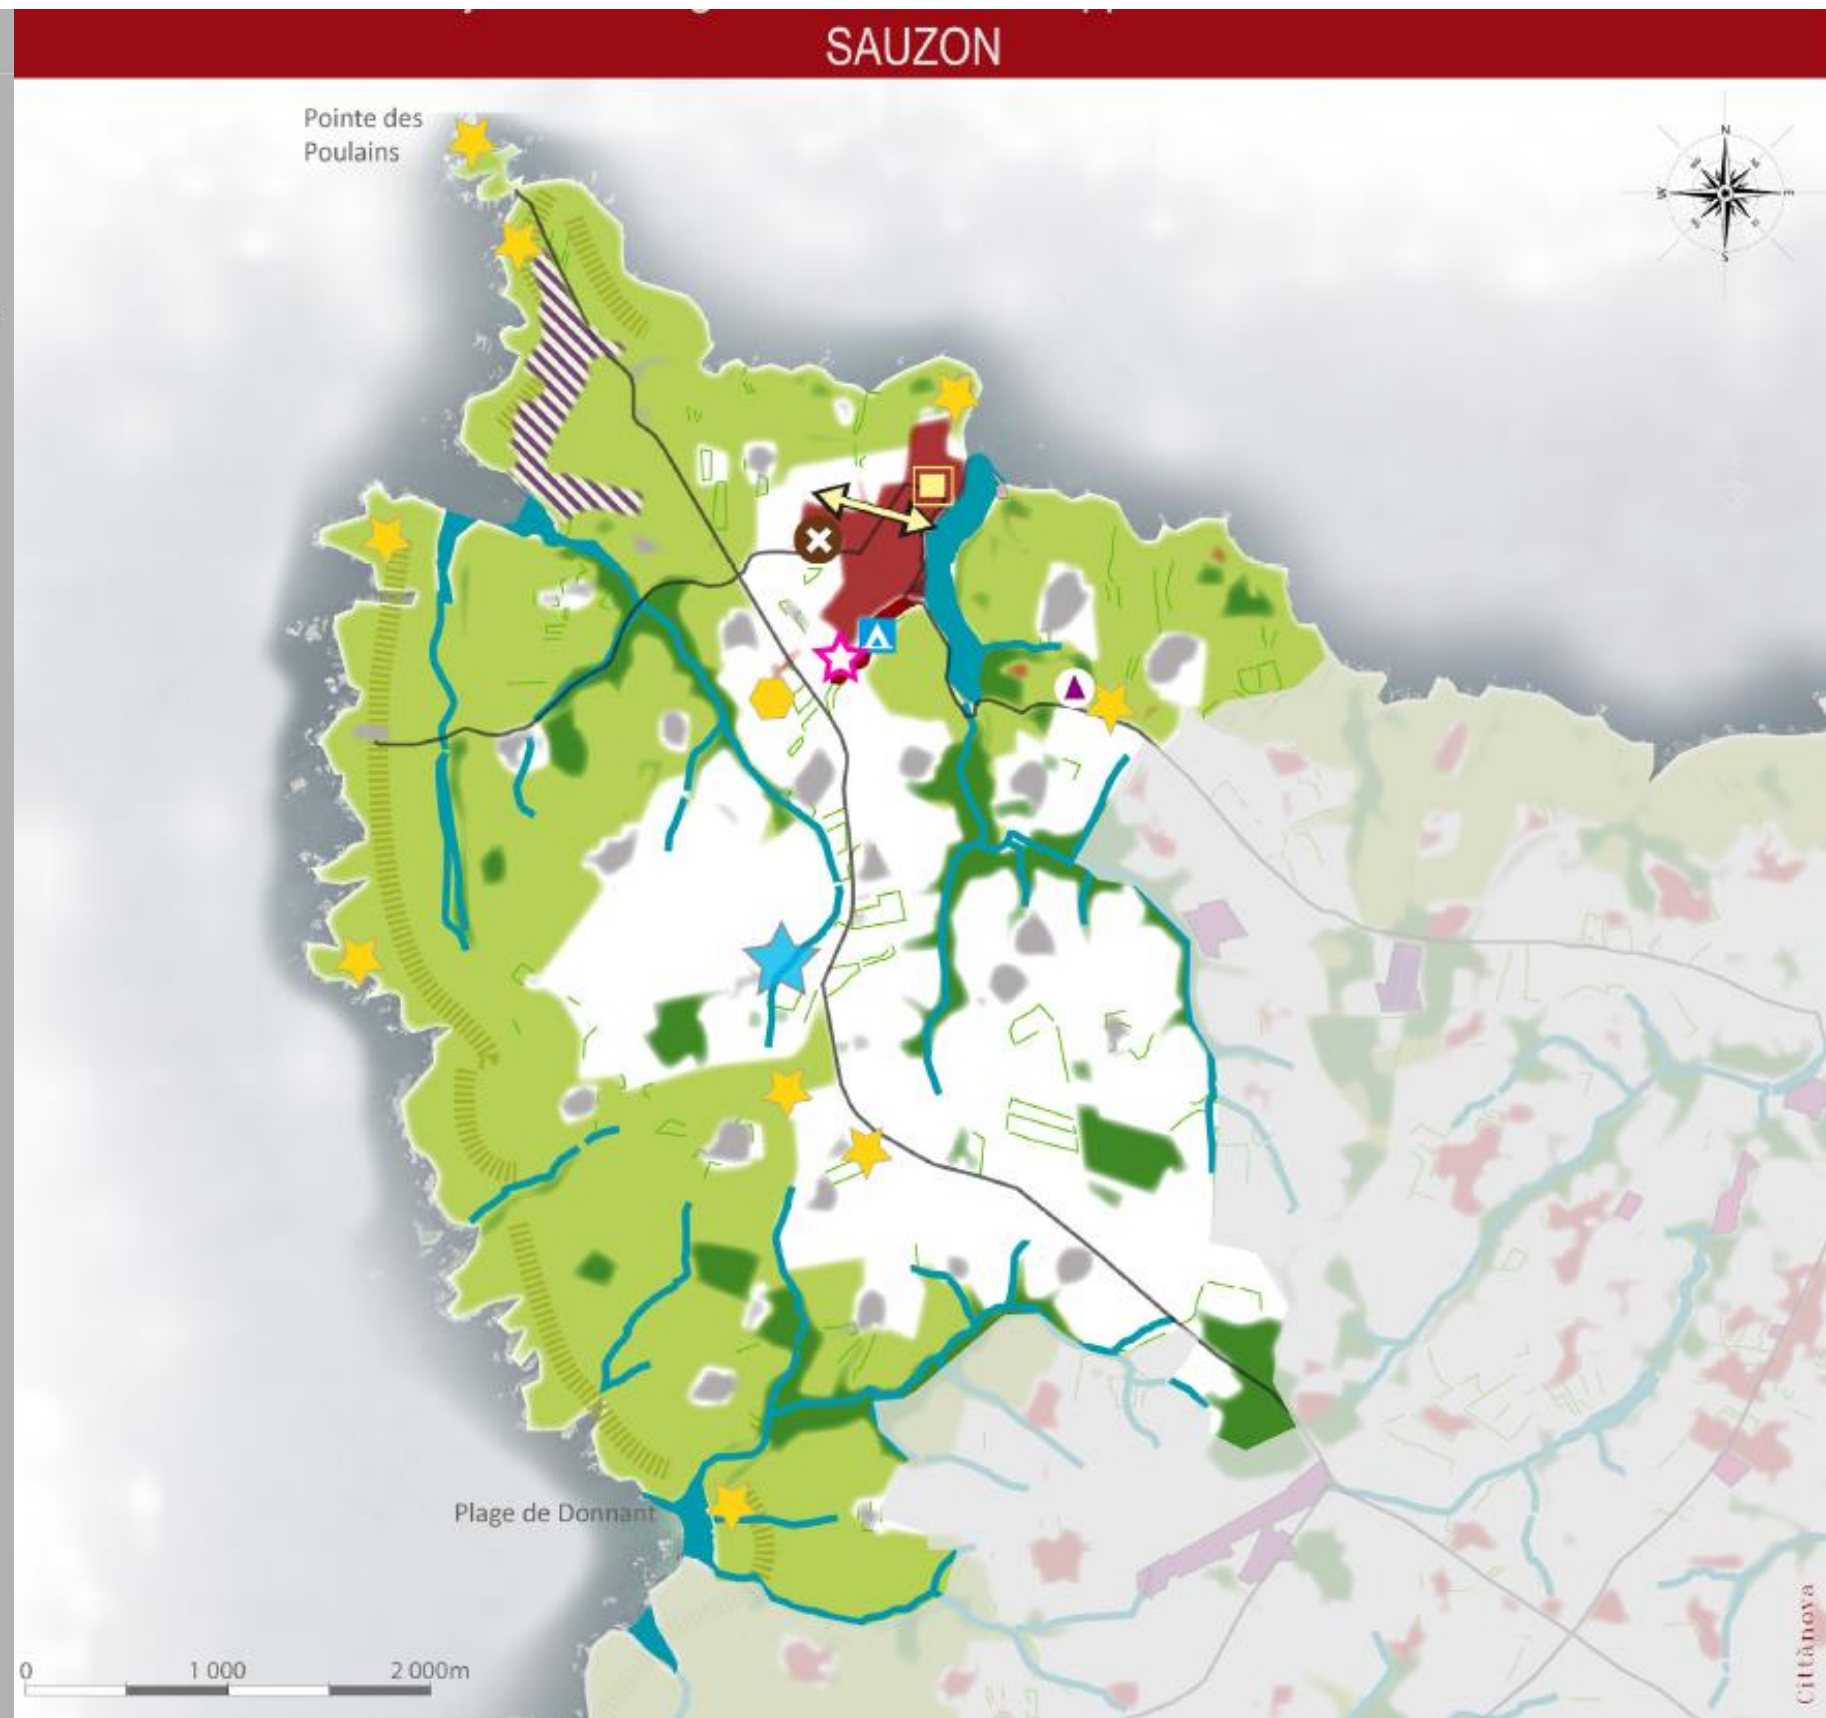 SAUZON
Pointe des
Poulains
N
E
S
Plage de Donnant
0 1 000 2 000m
Cittànova